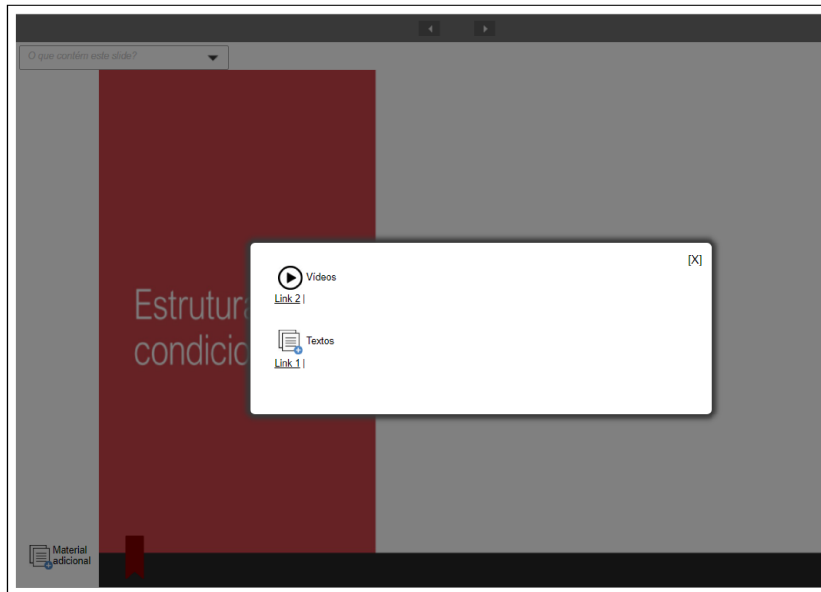 O que contém este slide?
[X]
Vídeos
Link 2 |
Textos
Link 1 |
Estrutura
condicio
Material
adicional